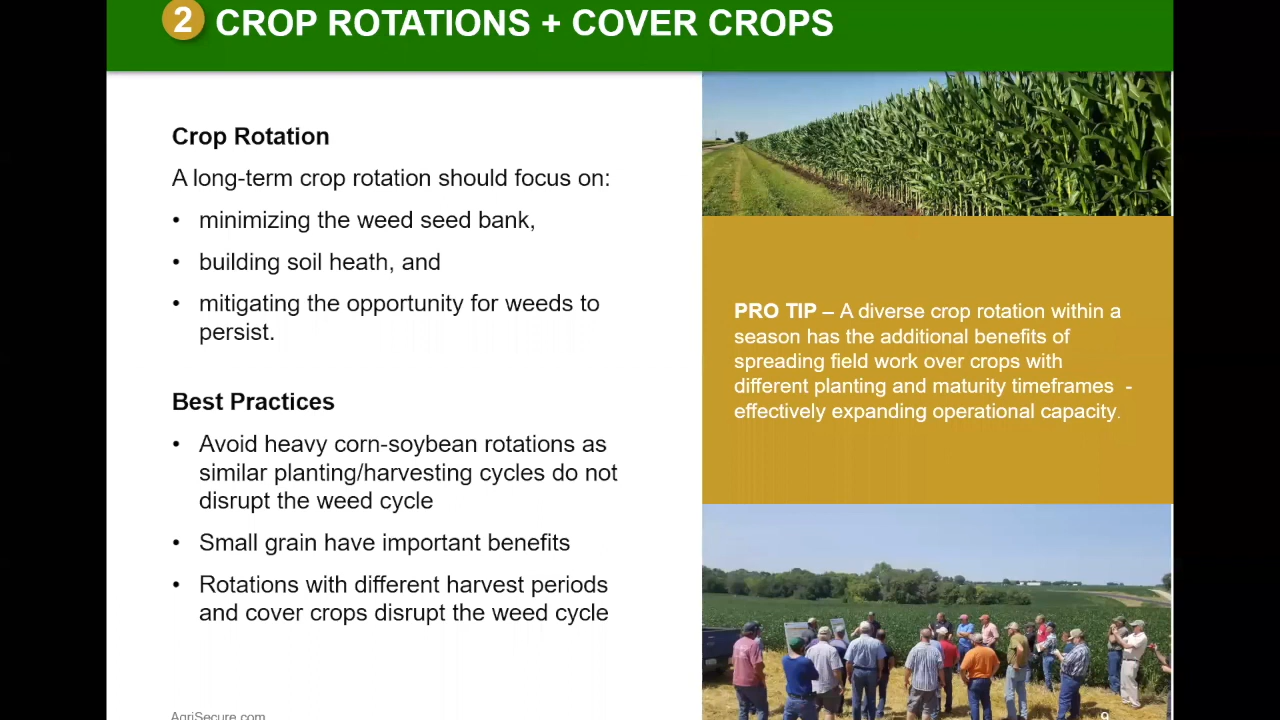 2 CROP ROTATIONS + COVER CROPS
Crop Rotation
A long-term crop rotation should focus on:
• minimizing the weed seed bank,
• building soil heath, and
• mitigating the opportunity for weeds to
persist.
Best Practices
• Avoid heavy corn-soybean rotations as
similar planting/harvesting cycles do not
disrupt the weed cycle
• Small grain have important benefits
• Rotations with different harvest periods
and cover crops disrupt the weed cycle
PRO TIP – A diverse crop rotation within a
season has the additional benefits of
spreading field work over crops with
different planting and maturity timeframes -
effectively expanding operational capacity.
AgriSecure.com
9